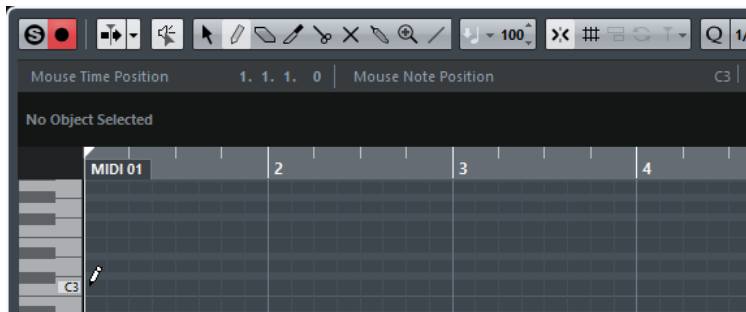 S 100 Q 1/
Mouse Time Position 1. 1. 1. 0 Mouse Note Position C3
No Object Selected
MIDI 01 2 3 4
C3